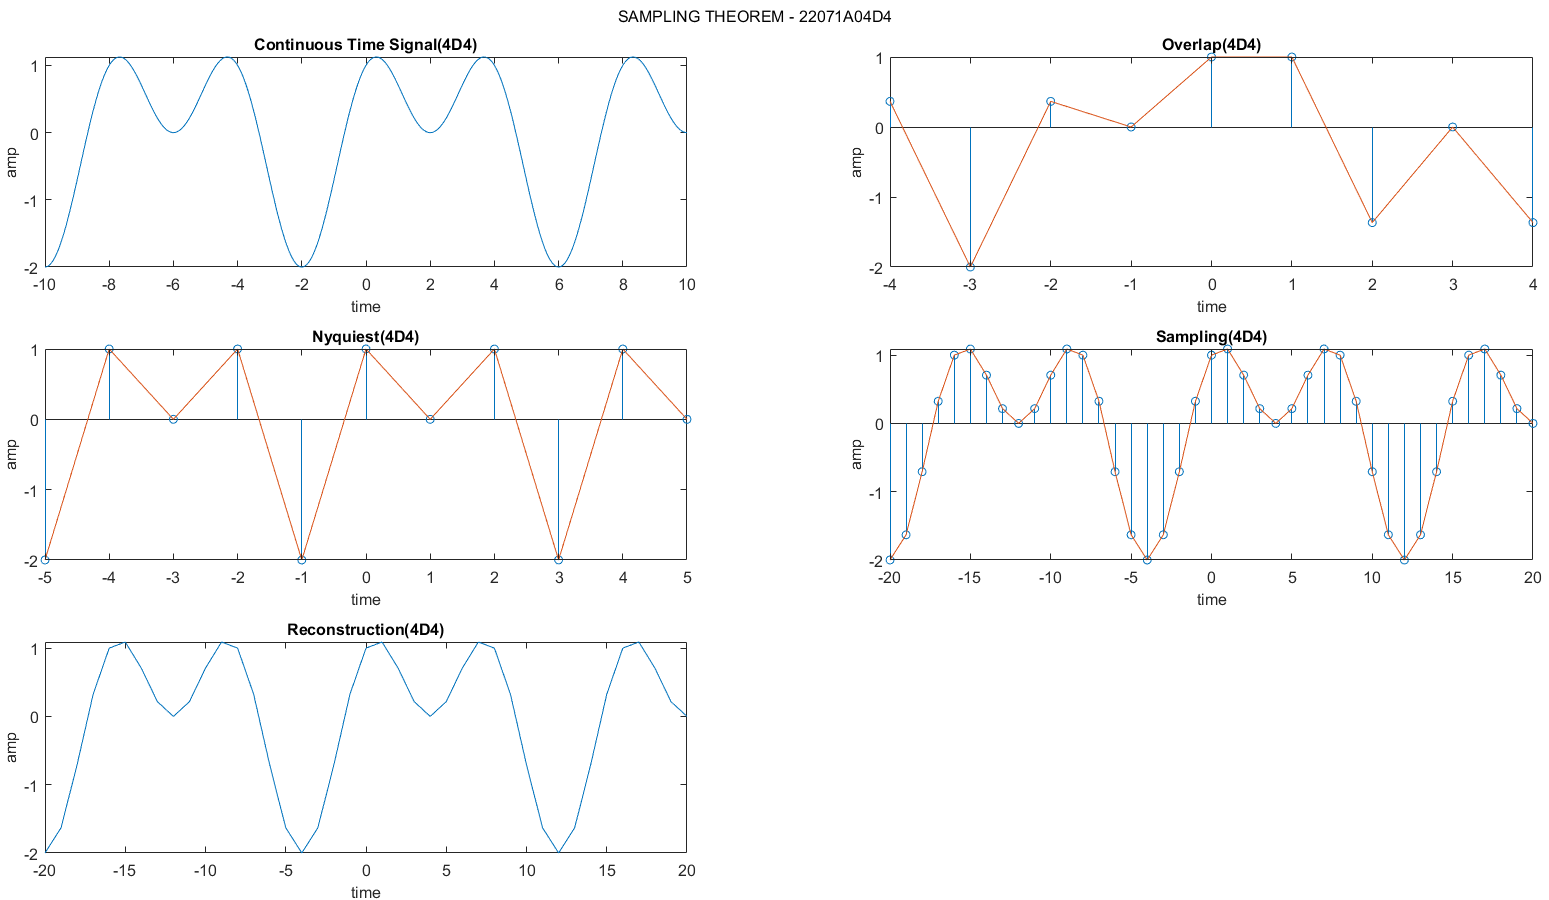 SAMPLING THEOREM - 22071A04D4
Continuous Time Signal(4D4)
1
0
-1
-2
amp
-10 -8 -6 -4 -2 0 2 4 6 8 10
time
Overlap(4D4)
1
0
-1
-2
amp
-4 -3 -2 -1 0 1 2 3 4
time
Nyquiest(4D4)
1
0
-1
-2
amp
-5 -4 -3 -2 -1 0 1 2 3 4 5
time
Sampling(4D4)
1
0
-1
-2
amp
-20 -15 -10 -5 0 5 10 15 20
time
Reconstruction(4D4)
1
0
-1
-2
amp
-20 -15 -10 -5 0 5 10 15 20
time